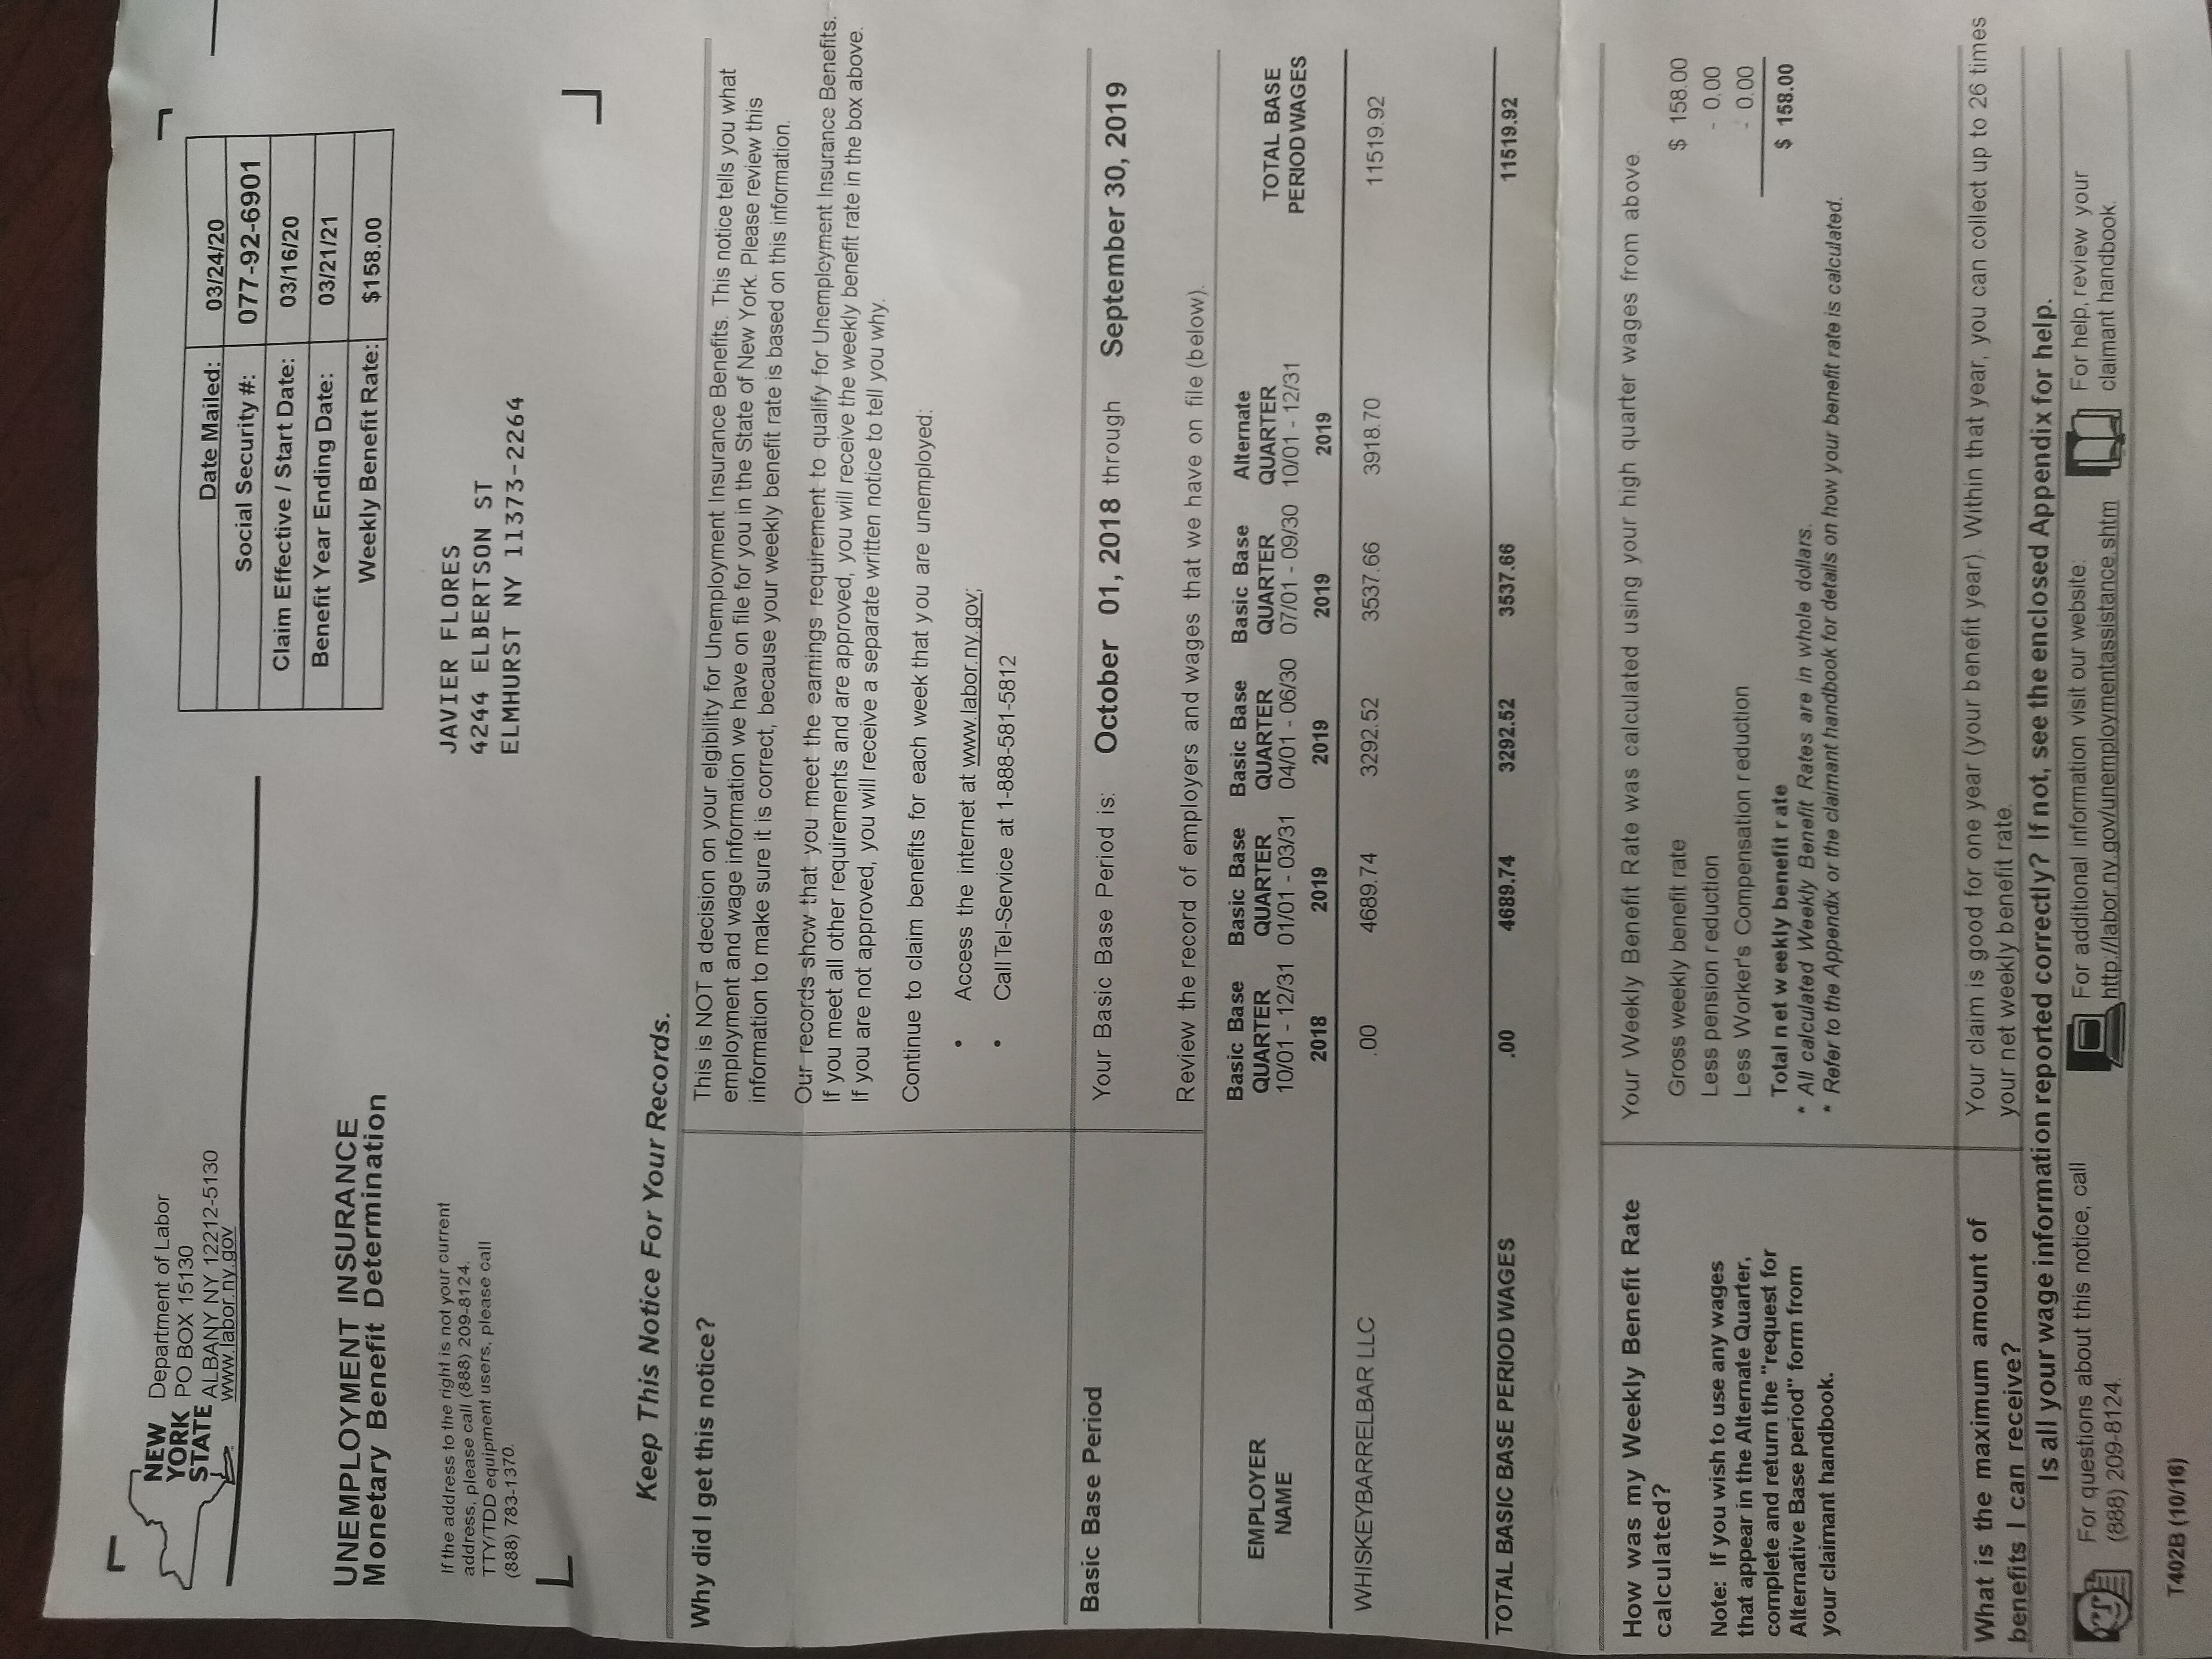 NEW YORK STATE
Department of Labor
PO BOX 15130
ALBANY NY 12212-5130
www.labor.ny.gov
Date Mailed: 03/24/20
Social Security #: 077-92-6901
Claim Effective / Start Date: 03/16/20
Benefit Year Ending Date: 03/21/21
Weekly Benefit Rate: $158.00
UNEMPLOYMENT INSURANCE
Monetary Benefit Determination
If the address to the right is not your current
address, please call (888) 209-8124.
TTY/TDD equipment users, please call
(888) 783-1370.
JAVIER FLORES
4244 ELBERTSON ST
ELMHURST NY 11373-2264
Keep This Notice For Your Records.
Why did I get this notice?
This is NOT a decision on your elgibility for Unemployment Insurance Benefits. This notice tells you what
employment and wage information we have on file for you in the State of New York. Please review this
information to make sure it is correct, because your weekly benefit rate is based on this information.
Our records show that you meet the earnings requirement to qualify for Unemployment Insurance Benefits.
If you meet all other requirements and are approved, you will receive the weekly benefit rate in the box above.
If you are not approved, you will receive a separate written notice to tell you why.
Continue to claim benefits for each week that you are unemployed:
• Access the internet at www.labor.ny.gov;
• Call Tel-Service at 1-888-581-5812
Basic Base Period
Your Basic Base Period is: October 01, 2018 through September 30, 2019
Review the record of employers and wages that we have on file (below).
EMPLOYER NAME
Basic Base QUARTER 10/01 - 12/31 2018
Basic Base QUARTER 01/01 - 03/31 2019
Basic Base QUARTER 04/01 - 06/30 2019
Basic Base QUARTER 07/01 - 09/30 2019
Alternate QUARTER 10/01 - 12/31 2019
TOTAL BASE PERIOD WAGES
WHISKEYBARRELBAR LLC .00 4689.74 3292.52 3537.66 3918.70 11519.92
TOTAL BASIC BASE PERIOD WAGES .00 4689.74 3292.52 3537.66 11519.92
How was my Weekly Benefit Rate
calculated?
Note: If you wish to use any wages
that appear in the Alternate Quarter,
complete and return the "request for
Alternative Base period" form from
your claimant handbook.
Your Weekly Benefit Rate was calculated using your high quarter wages from above.
Gross weekly benefit rate $ 158.00
Less pension reduction - 0.00
Less Worker's Compensation reduction - 0.00
Total net weekly benefit rate $ 158.00
* All calculated Weekly Benefit Rates are in whole dollars.
* Refer to the Appendix or the claimant handbook for details on how your benefit rate is calculated.
What is the maximum amount of
benefits I can receive?
Your claim is good for one year (your benefit year). Within that year, you can collect up to 26 times
your net weekly benefit rate.
Is all your wage information reported correctly? If not, see the enclosed Appendix for help.
For questions about this notice, call
(888) 209-8124.
For additional information visit our website:
http://labor.ny.gov/unemploymentassistance.shtm
For help, review your
claimant handbook.
T402B (10/16)